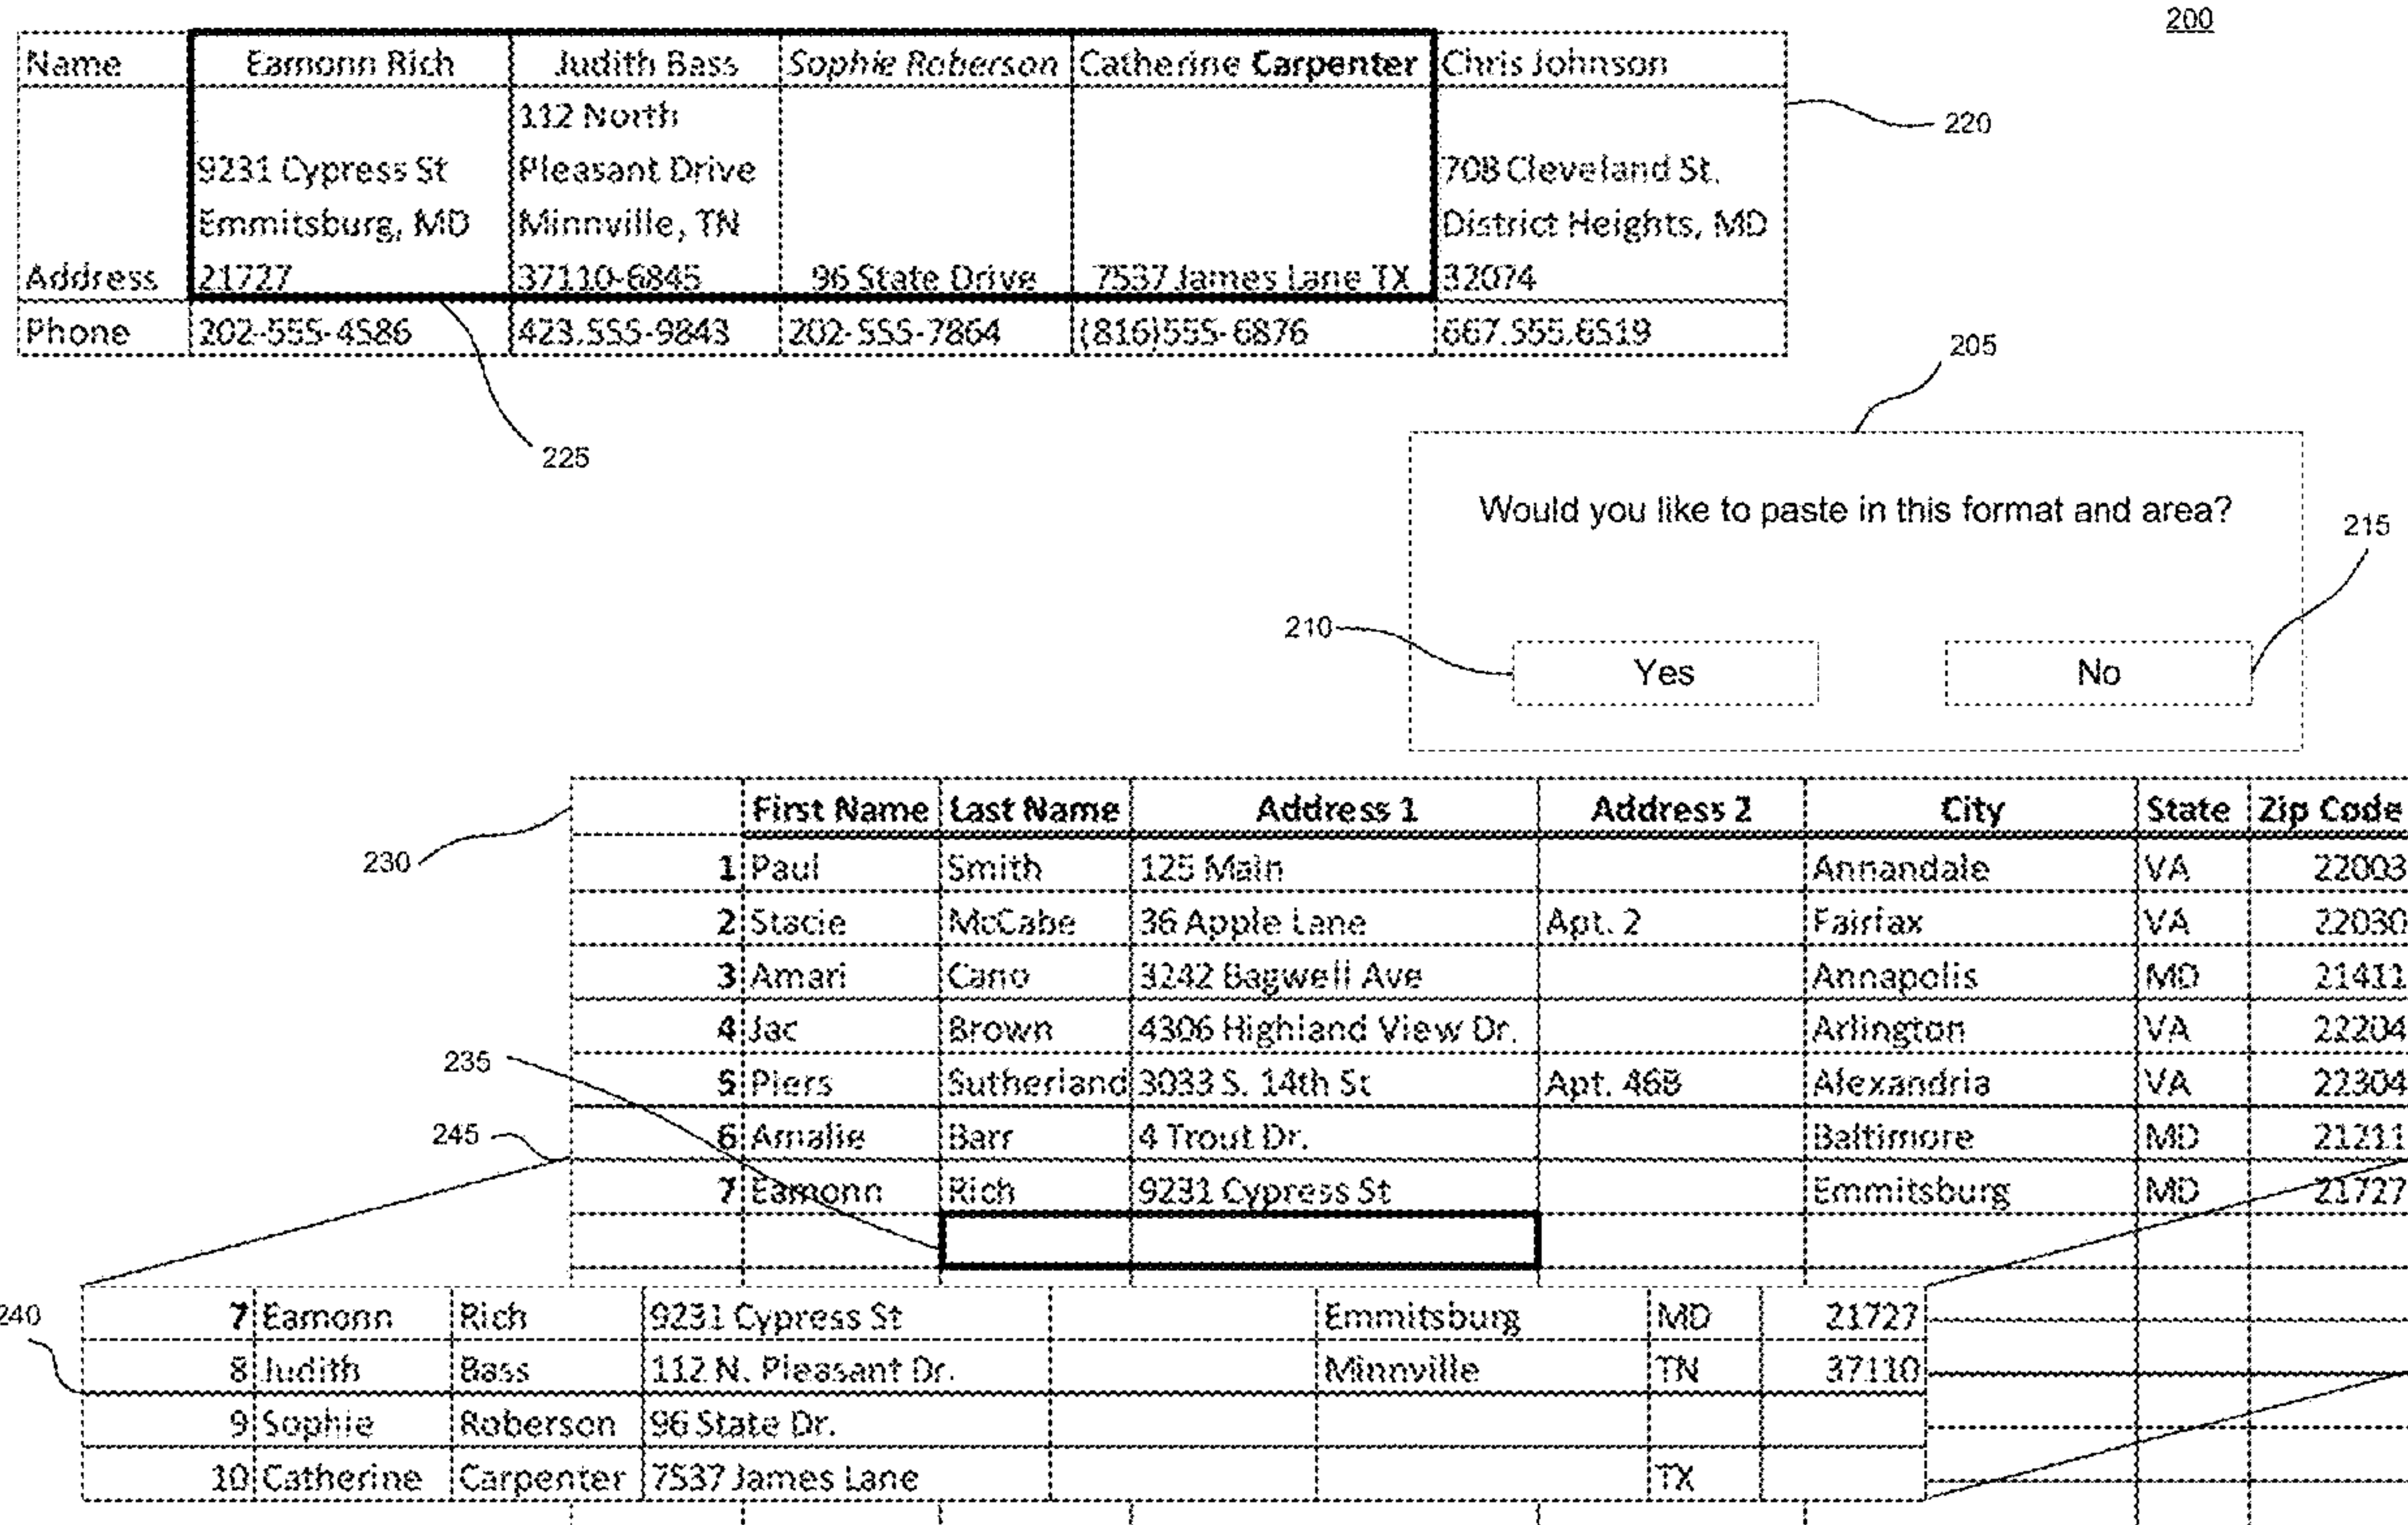 200
Name Eamonn Rich Judith Bass Sophie Roberson Catherine Carpenter Chris Johnson
112 North
9231 Cypress St Pleasant Drive 708 Cleveland St.
Emmitsburg, MD Minnville, TN District Heights, MD
Address 21727 37110-6845 96 State Drive 7537 James Lane TX 32074
Phone 202-555-4586 423.555-9843 202-555-7864 (816)555-6876 667.555.6519
220
225
205
Would you like to paste in this format and area?
215
210
Yes No
230
First Name Last Name Address 1 Address 2 City State Zip Code
1 Paul Smith 125 Main Annandale VA 22003
2 Stacie McCabe 36 Apple Lane Apt. 2 Fairfax VA 22030
3 Amari Cano 3242 Bagwell Ave Annapolis MD 21411
4 Jac Brown 4306 Highland View Dr. Arlington VA 22204
235
5 Piers Sutherland 3033 S. 14th St Apt. 46B Alexandria VA 22304
245
6 Amalie Barr 4 Trout Dr. Baltimore MD 21211
7 Eamonn Rich 9231 Cypress St Emmitsburg MD 21727
240
7 Eamonn Rich 9231 Cypress St Emmitsburg MD 21727
8 Judith Bass 112 N. Pleasant Dr. Minnville TN 37110
9 Sophie Roberson 96 State Dr.
10 Catherine Carpenter 7537 James Lane TX